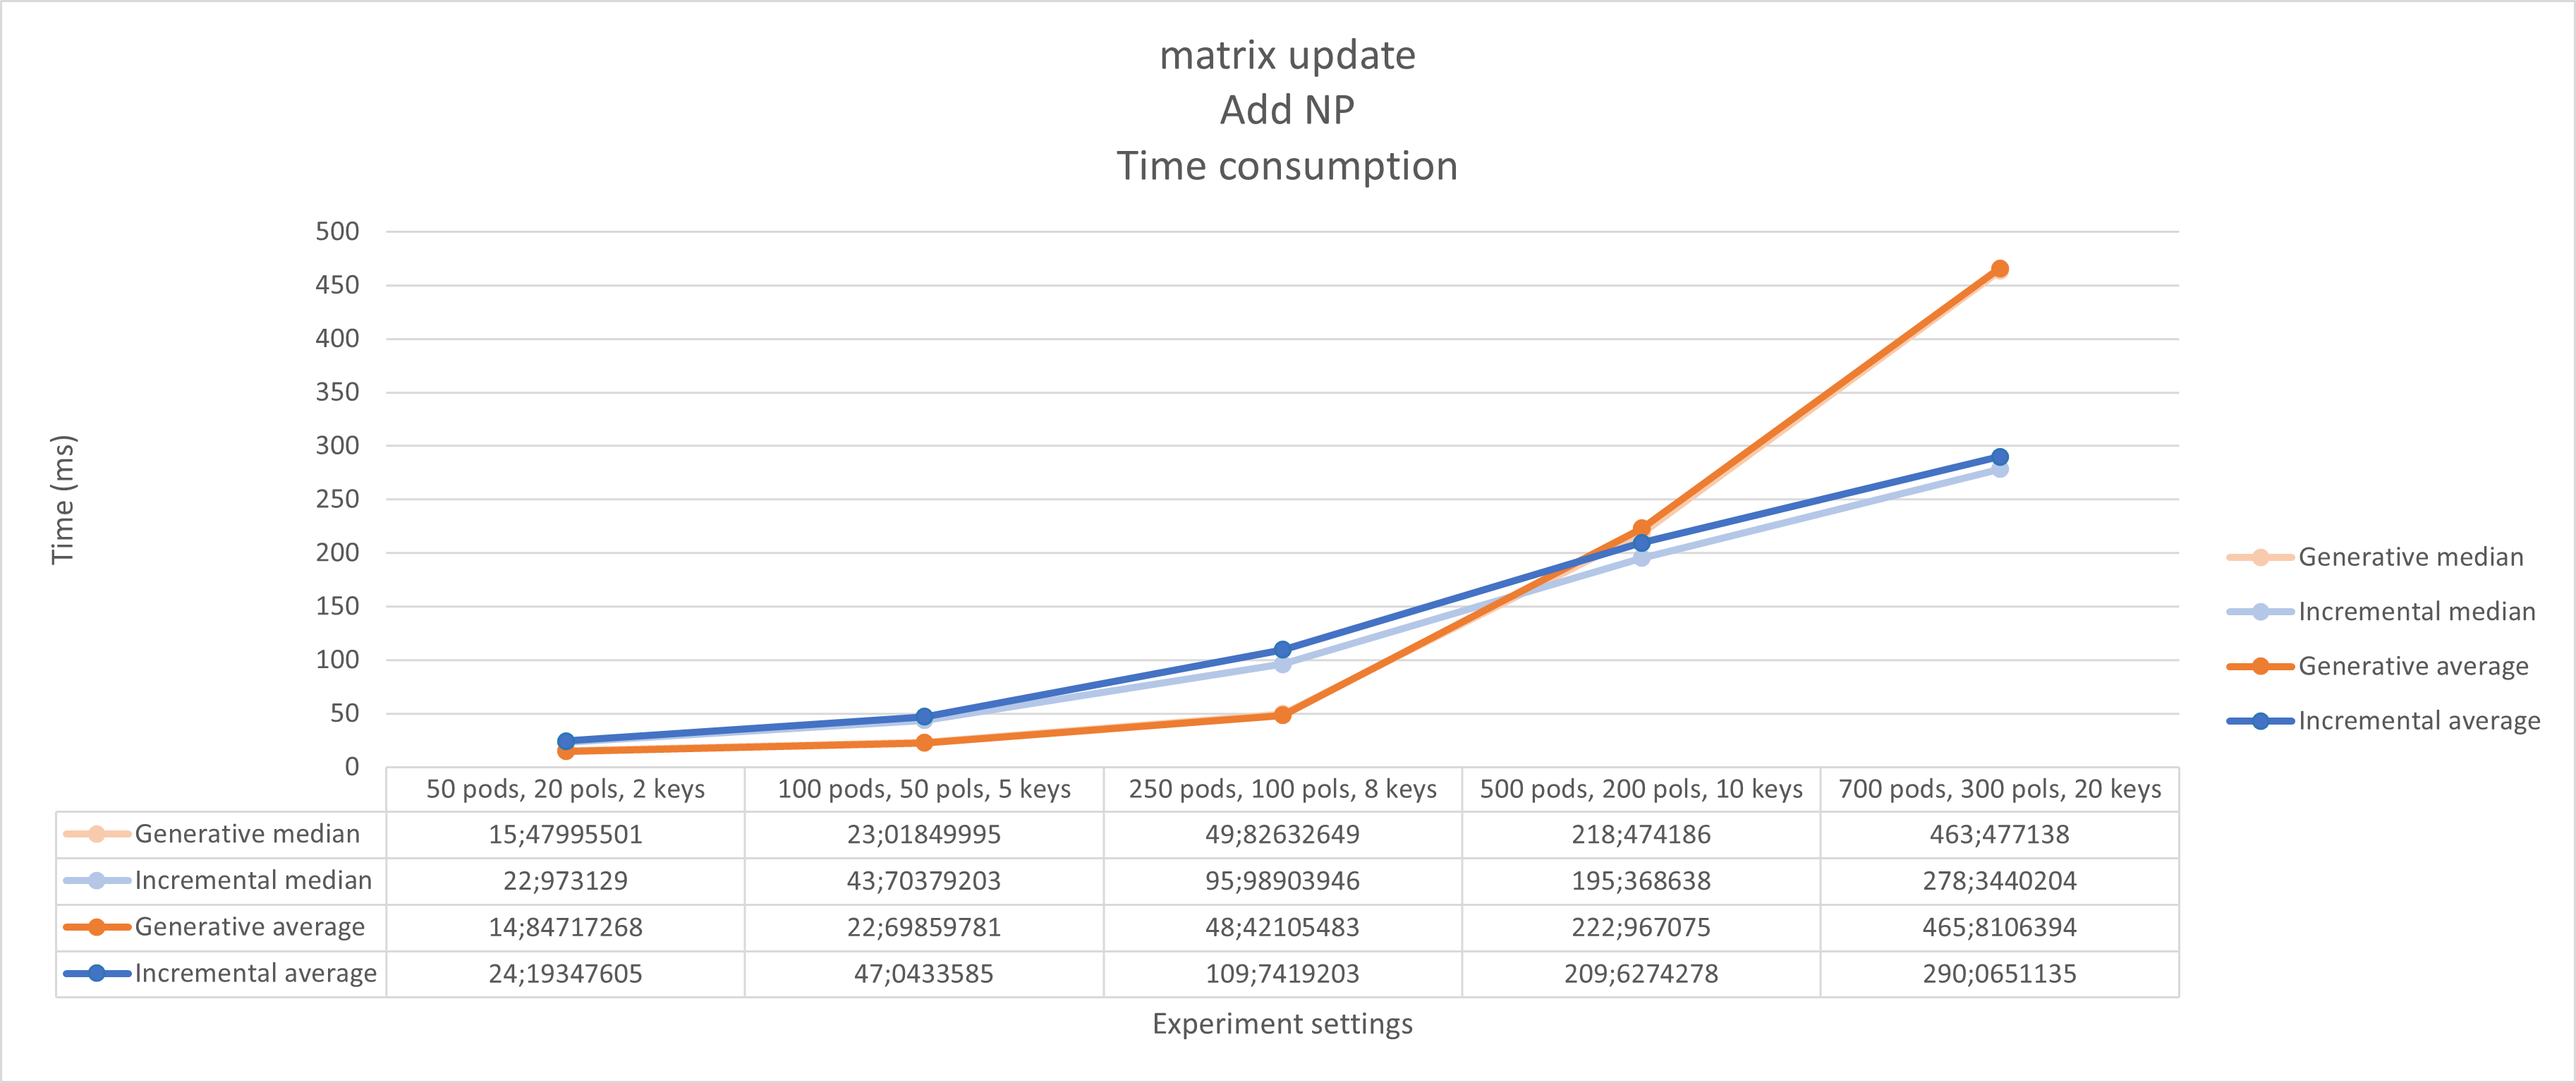 matrix update
Add NP
Time consumption
500
450
400
350
300
250
200
150
100
50
0
Time (ms)
50 pods, 20 pols, 2 keys 100 pods, 50 pols, 5 keys 250 pods, 100 pols, 8 keys 500 pods, 200 pols, 10 keys 700 pods, 300 pols, 20 keys
Generative median 15;47995501 23;01849995 49;82632649 218;474186 463;477138
Incremental median 22;973129 43;70379203 95;98903946 195;368638 278;3440204
Generative average 14;84717268 22;69859781 48;42105483 222;967075 465;8106394
Incremental average 24;19347605 47;0433585 109;7419203 209;6274278 290;0651135
Experiment settings
Generative median
Incremental median
Generative average
Incremental average